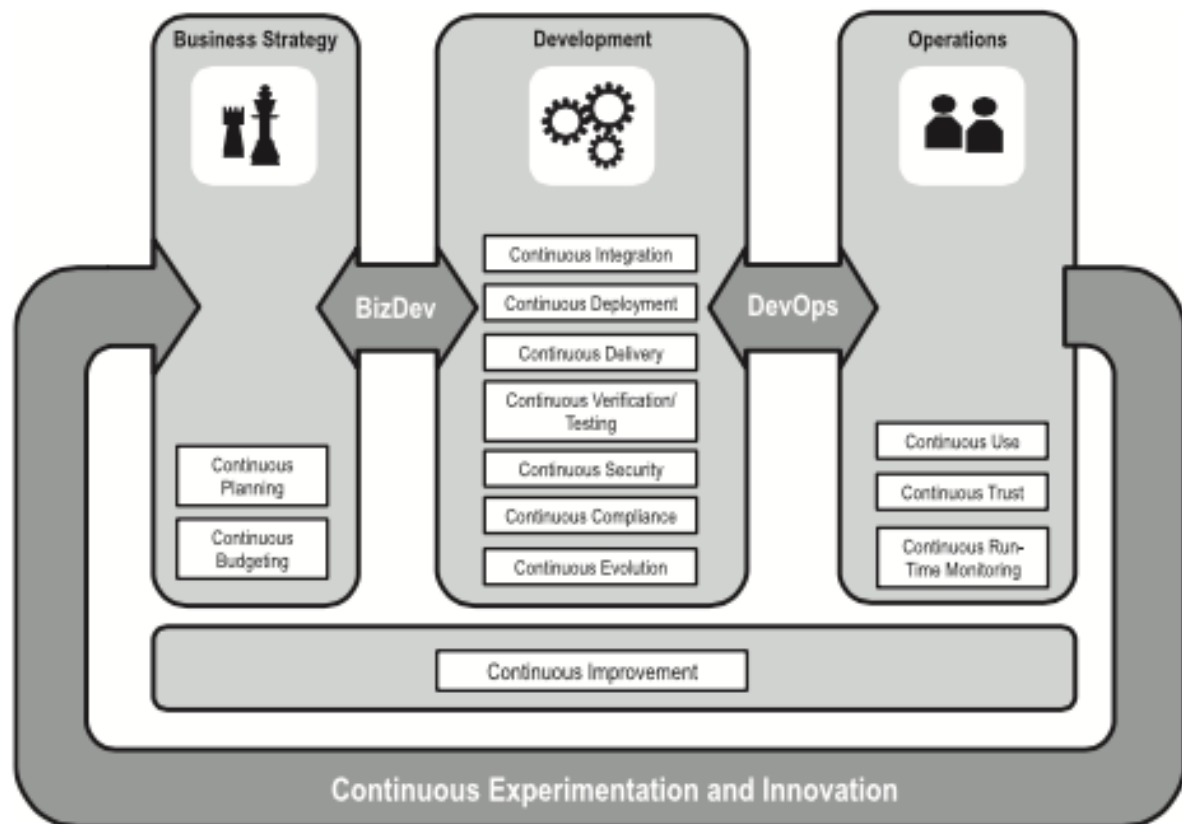 Business Strategy
Development
Operations
BizDev
DevOps
Continuous Integration
Continuous Deployment
Continuous Delivery
Continuous Verification/
Testing
Continuous Security
Continuous Compliance
Continuous Evolution
Continuous
Planning
Continuous
Budgeting
Continuous Use
Continuous Trust
Continuous Run-
Time Monitoring
Continuous Improvement
Continuous Experimentation and Innovation